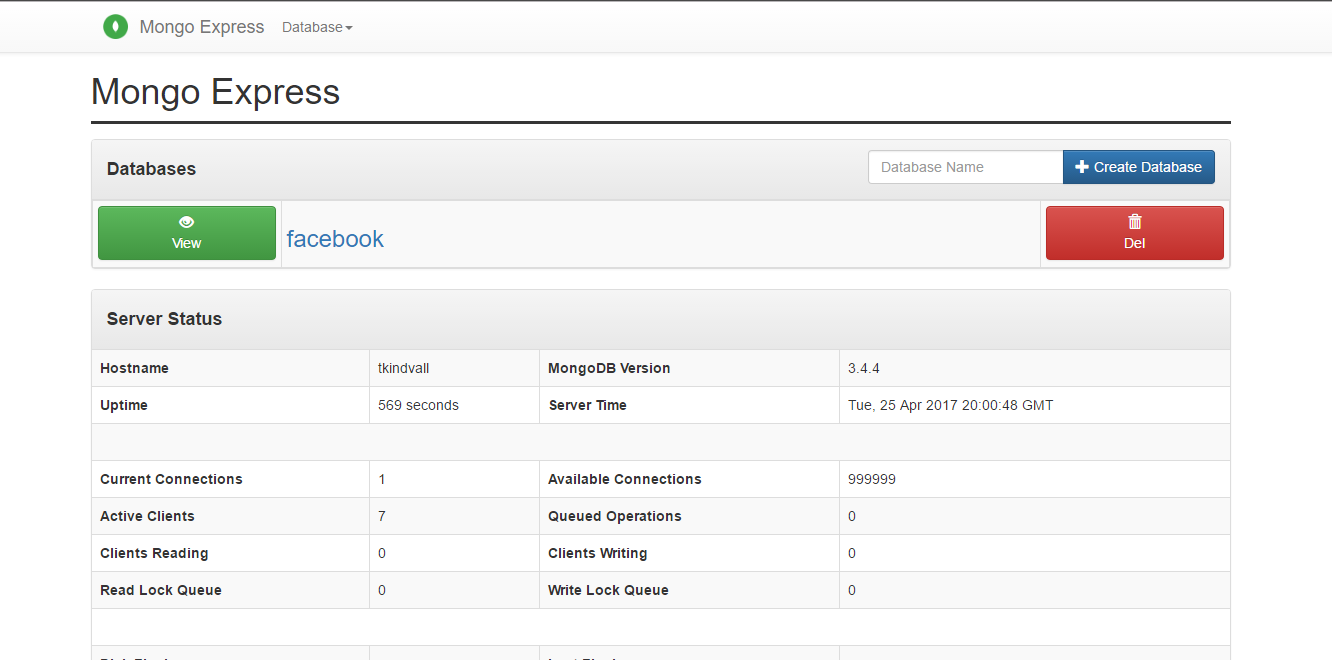 Mongo Express Database
Mongo Express
Databases Database Name Create Database
View facebook Del
Server Status
Hostname tkindvall MongoDB Version 3.4.4
Uptime 569 seconds Server Time Tue, 25 Apr 2017 20:00:48 GMT
Current Connections 1 Available Connections 999999
Active Clients 7 Queued Operations 0
Clients Reading 0 Clients Writing 0
Read Lock Queue 0 Write Lock Queue 0